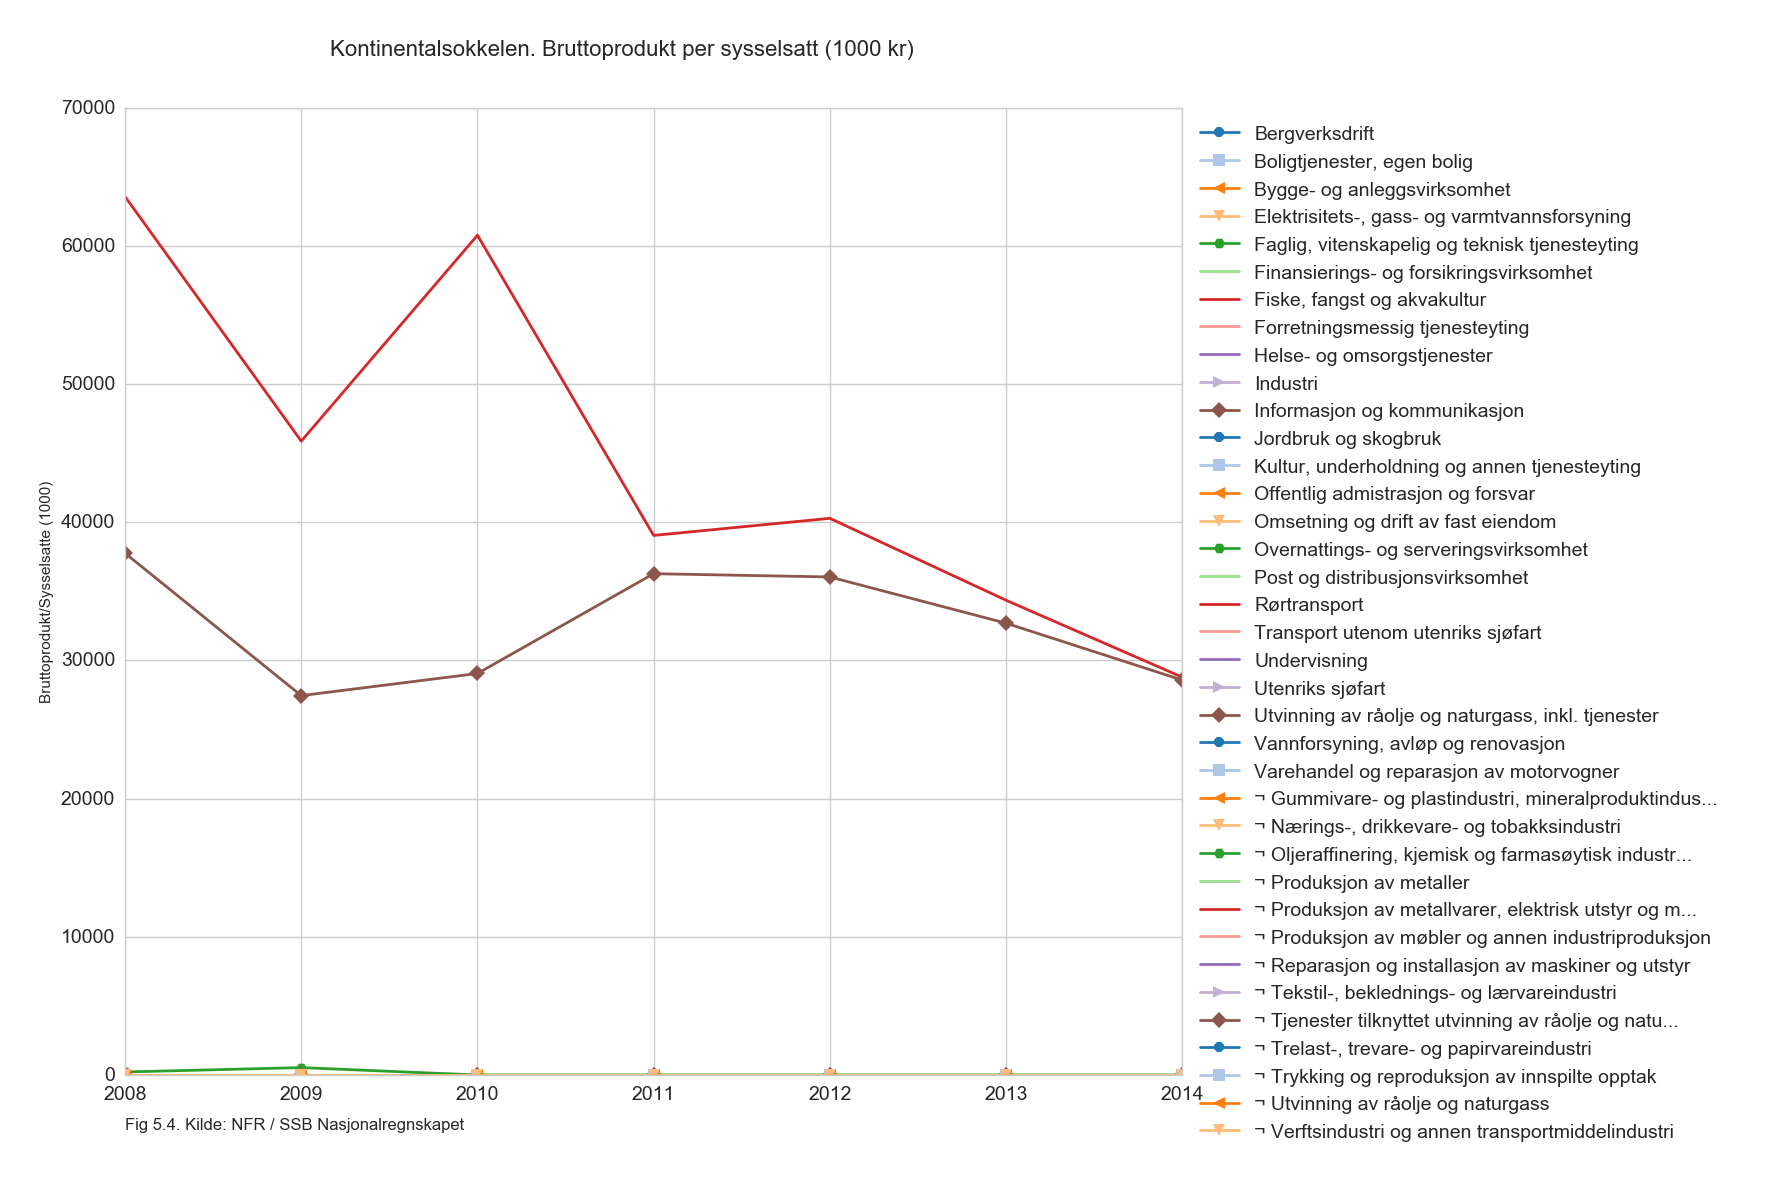 Kontinentalsokkelen. Bruttoprodukt per sysselsatt (1000 kr)
70000
60000
50000
40000
30000
20000
10000
0
Bruttoprodukt/Sysselsatte (1000)
2008
2009
2010
2011
2012
2013
2014
Fig 5.4. Kilde: NFR / SSB Nasjonalregnskapet
Bergverksdrift
Boligtjenester, egen bolig
Bygge- og anleggsvirksomhet
Elektrisitets-, gass- og varmtvannsforsyning
Faglig, vitenskapelig og teknisk tjenesteyting
Finansierings- og forsikringsvirksomhet
Fiske, fangst og akvakultur
Forretningsmessig tjenesteyting
Helse- og omsorgstjenester
Industri
Informasjon og kommunikasjon
Jordbruk og skogbruk
Kultur, underholdning og annen tjenesteyting
Offentlig admistrasjon og forsvar
Omsetning og drift av fast eiendom
Overnattings- og serveringsvirksomhet
Post og distribusjonsvirksomhet
Rørtransport
Transport utenom utenriks sjøfart
Undervisning
Utenriks sjøfart
Utvinning av råolje og naturgass, inkl. tjenester
Vannforsyning, avløp og renovasjon
Varehandel og reparasjon av motorvogner
¬ Gummivare- og plastindustri, mineralproduktindus...
¬ Nærings-, drikkevare- og tobakksindustri
¬ Oljeraffinering, kjemisk og farmasøytisk industr...
¬ Produksjon av metaller
¬ Produksjon av metallvarer, elektrisk utstyr og m...
¬ Produksjon av møbler og annen industriproduksjon
¬ Reparasjon og installasjon av maskiner og utstyr
¬ Tekstil-, beklednings- og lærvareindustri
¬ Tjenester tilknyttet utvinning av råolje og natu...
¬ Trelast-, trevare- og papirvareindustri
¬ Trykking og reproduksjon av innspilte opptak
¬ Utvinning av råolje og naturgass
¬ Verftsindustri og annen transportmiddelindustri